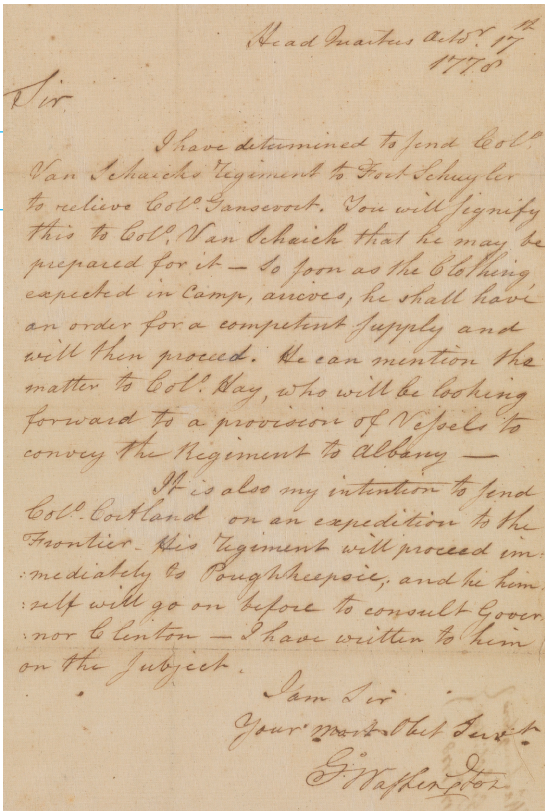 Head Quarters Octobr. 17th
1778
Sir
I have determined to send Colo.
Van Schaicks Regiment to Fort Schuyler
to relieve Colo. Gansevort. You will signify
this to Colo. Van Schaick that he may be
prepared for it — So soon as the Clothing
expected in Camp, arrives, he shall have
an order for a competent supply and
will then proceed. He can mention the
matter to Colo. Hay, who will be looking
forward to a provision of Vessels to
convey the Regiment to Albany —
It is also my intention to send
Colo. Cortland on an expedition to the
Frontier. His Regiment will proceed im-
:mediately to Poughkeepsie, and he him-
:self will go on before to consult Gover
:nor Clinton — I have written to him
on the subject.
I am Sir
Your most Obet Servt.
Go: Washington